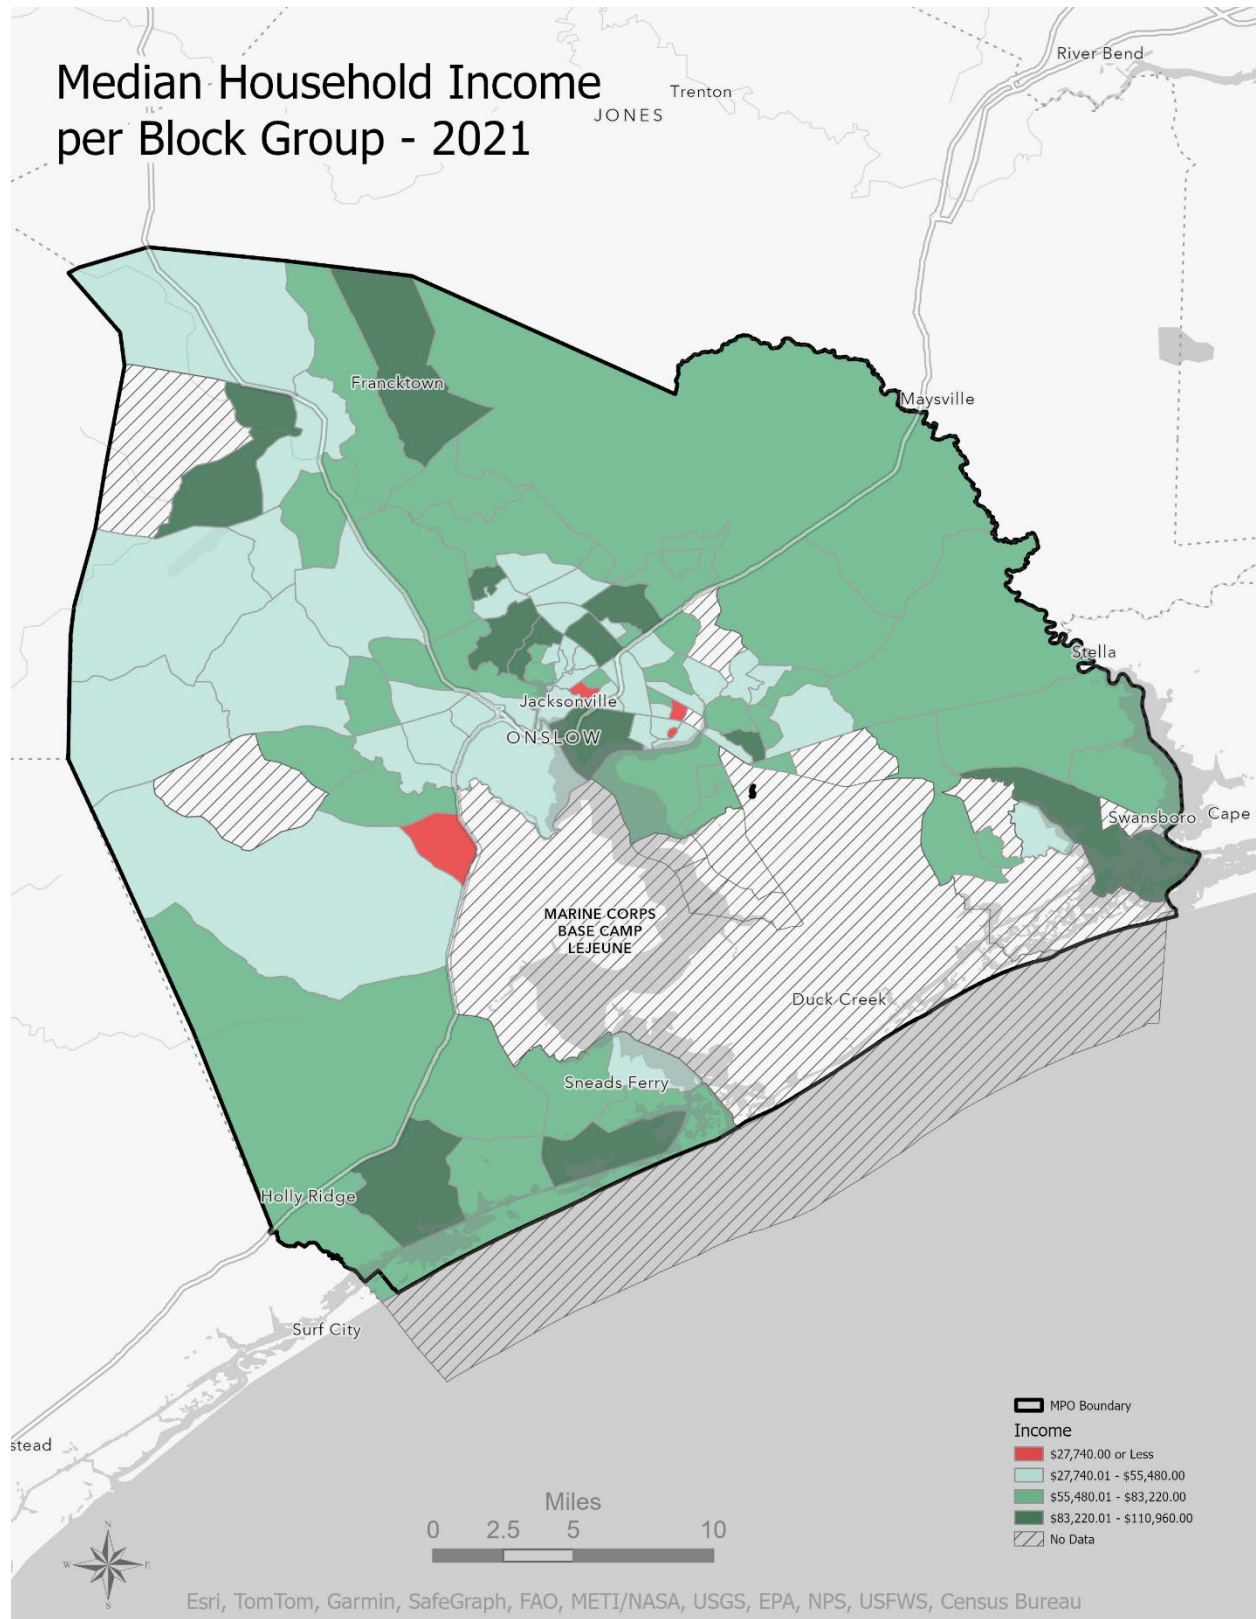 Median Household Income
per Block Group - 2021
River Bend
Trenton
JONES
Francktown
Maysville
Stella
Jacksonville
ONSLOW
Swansboro
Cape
MARINE CORPS
BASE CAMP
LEJEUNE
Duck Creek
Sneads Ferry
Holly Ridge
Surf City
stead
MPO Boundary
Income
$27,740.00 or Less
$27,740.01 - $55,480.00
$55,480.01 - $83,220.00
$83,220.01 - $110,960.00
No Data
Miles
0 2.5 5 10
N
W E
S
Esri, TomTom, Garmin, SafeGraph, FAO, METI/NASA, USGS, EPA, NPS, USFWS, Census Bureau